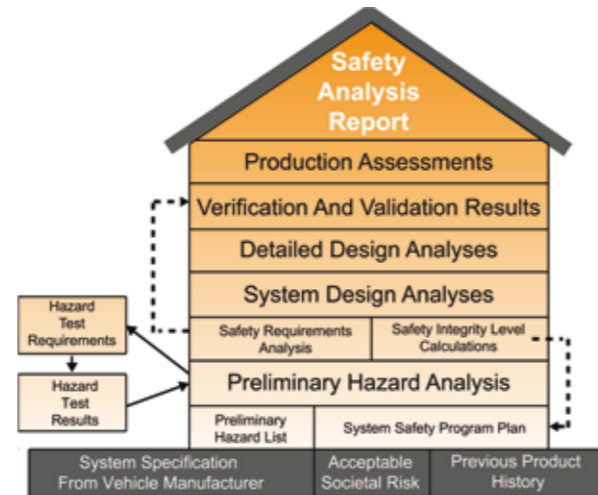 Safety
Analysis
Report
Production Assessments
Verification And Validation Results
Detailed Design Analyses
System Design Analyses
Hazard
Test
Requirements
Safety Requirements
Analysis
Safety Integrity Level
Calculations
Preliminary Hazard Analysis
Hazard
Test
Results
Preliminary
Hazard List
System Safety Program Plan
System Specification
From Vehicle Manufacturer
Acceptable
Societal Risk
Previous Product
History